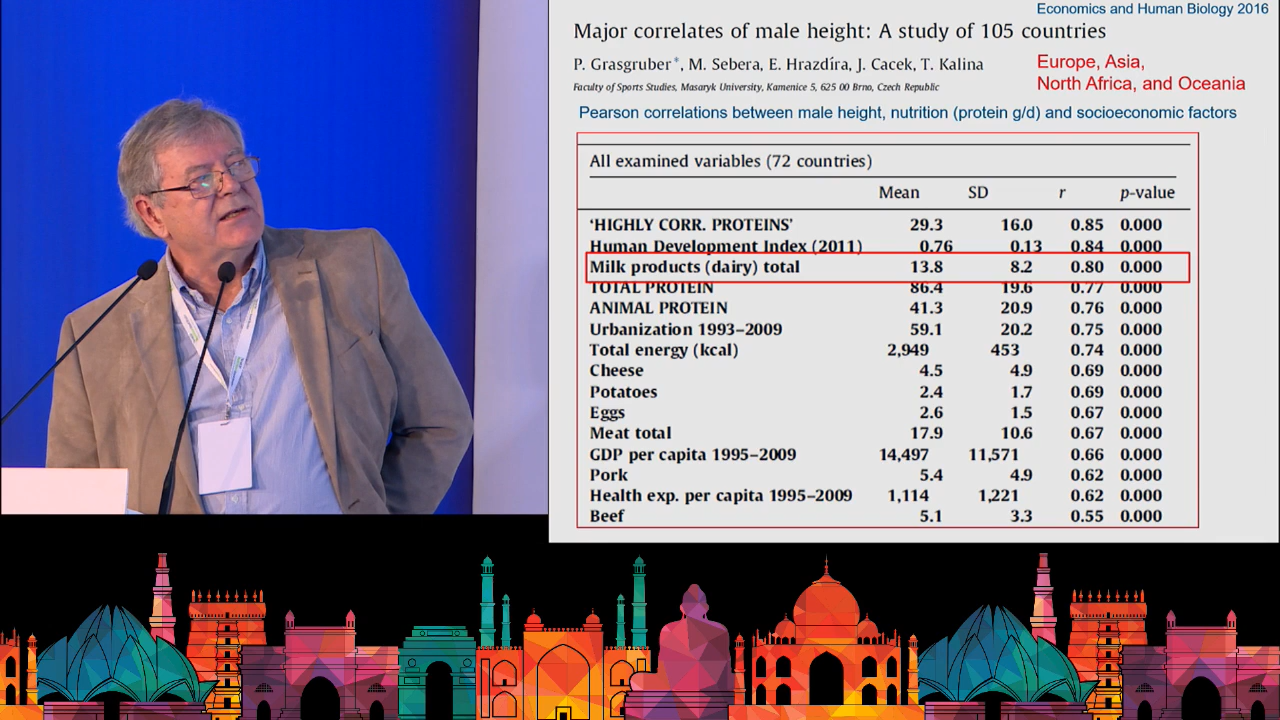 Economics and Human Biology 2016
Major correlates of male height: A study of 105 countries
P. Grasgruber *, M. Sebera, E. Hrazdíra, J. Cacek, T. Kalina
Europe, Asia,
North Africa, and Oceania
Faculty of Sports Studies, Masaryk University, Kamenice 5, 625 00 Brno, Czech Republic
Pearson correlations between male height, nutrition (protein g/d) and socioeconomic factors
All examined variables (72 countries)
Mean SD r p-value
‘HIGHLY CORR. PROTEINS’ 29.3 16.0 0.85 0.000
Human Development Index (2011) 0.76 0.13 0.84 0.000
Milk products (dairy) total 13.8 8.2 0.80 0.000
TOTAL PROTEIN 86.4 19.6 0.77 0.000
ANIMAL PROTEIN 41.3 20.9 0.76 0.000
Urbanization 1993–2009 59.1 20.2 0.75 0.000
Total energy (kcal) 2,949 453 0.74 0.000
Cheese 4.5 4.9 0.69 0.000
Potatoes 2.4 1.7 0.69 0.000
Eggs 2.6 1.5 0.67 0.000
Meat total 17.9 10.6 0.67 0.000
GDP per capita 1995–2009 14,497 11,571 0.66 0.000
Pork 5.4 4.9 0.62 0.000
Health exp. per capita 1995–2009 1,114 1,221 0.62 0.000
Beef 5.1 3.3 0.55 0.000